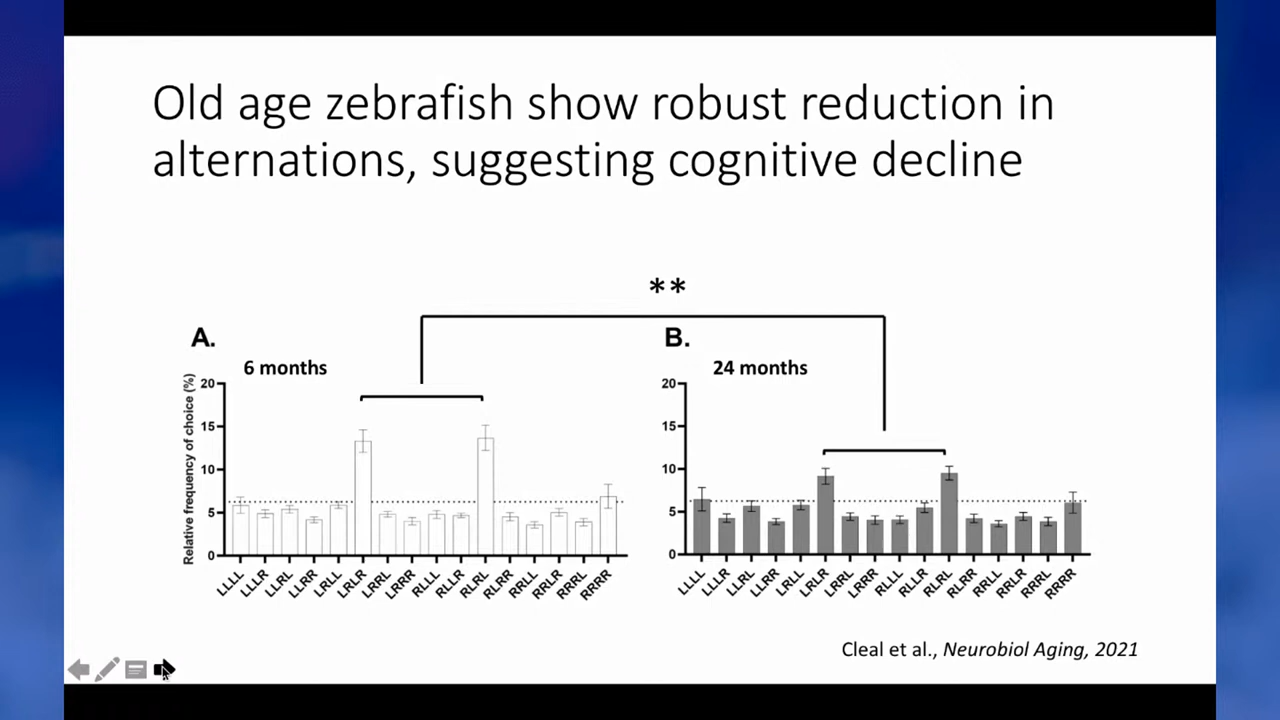 Old age zebrafish show robust reduction in
alternations, suggesting cognitive decline
**
A.
6 months
Relative frequency of choice (%)
20
15
10
5
0
LLLL
LLLR
LLRL
LLRR
LRLL
LRLR
LRRL
LRRR
RLLL
RLLR
RLRL
RLRR
RRLL
RRLR
RRRL
RRRR
B.
24 months
20
15
10
5
0
LLLL
LLLR
LLRL
LLRR
LRLL
LRLR
LRRL
LRRR
RLLL
RLLR
RLRL
RLRR
RRLL
RRLR
RRRL
RRRR
Cleal et al., Neurobiol Aging, 2021